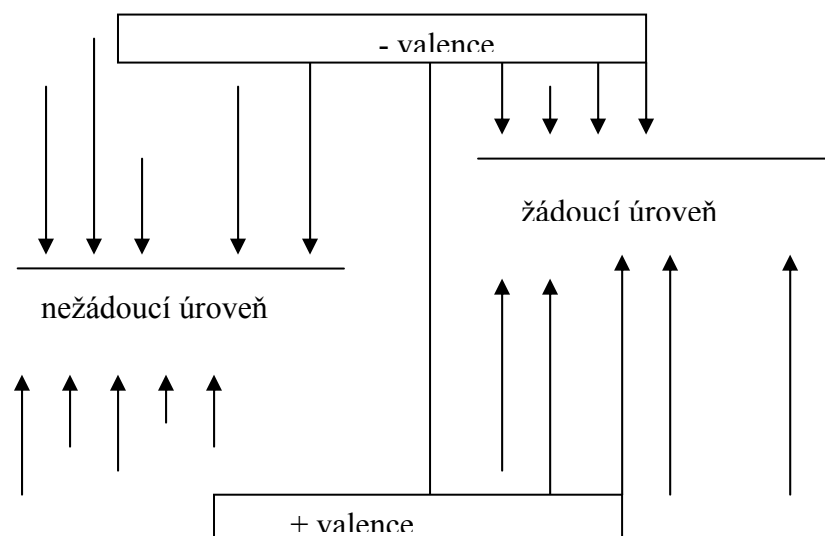 - valence
žádoucí úroveň
nežádoucí úroveň
+ valence